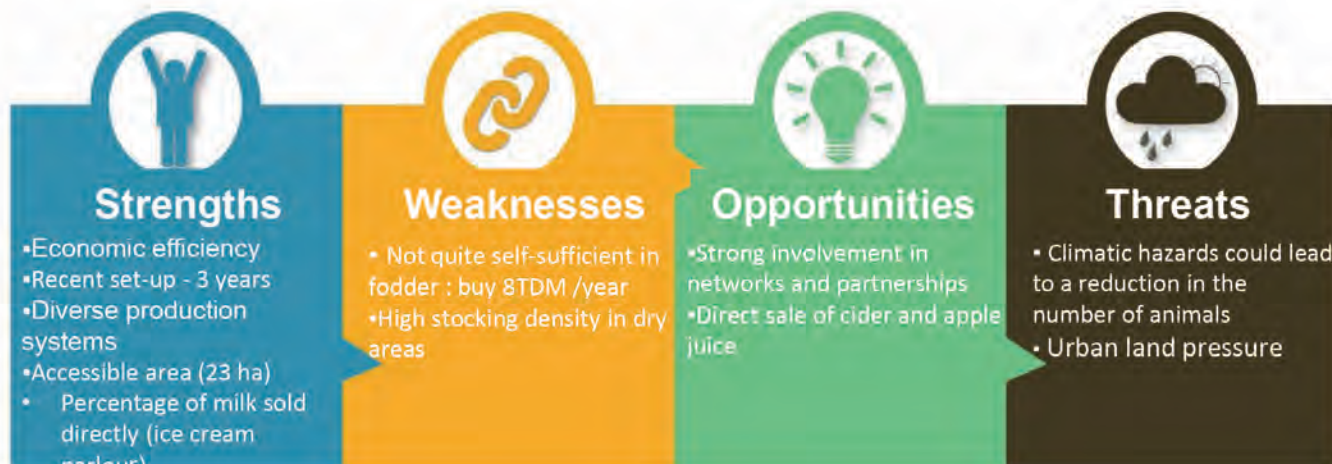 Strengths
▪Economic efficiency
▪Recent set-up - 3 years
▪Diverse production
systems
▪Accessible area (23 ha)
• Percentage of milk sold
directly (ice cream
parlour)
Weaknesses
▪ Not quite self-sufficient in
fodder : buy 8TDM /year
▪High stocking density in dry
areas
Opportunities
▪Strong involvement in
networks and partnerships
▪Direct sale of cider and apple
juice
Threats
▪ Climatic hazards could lead
to a reduction in the
number of animals
▪ Urban land pressure